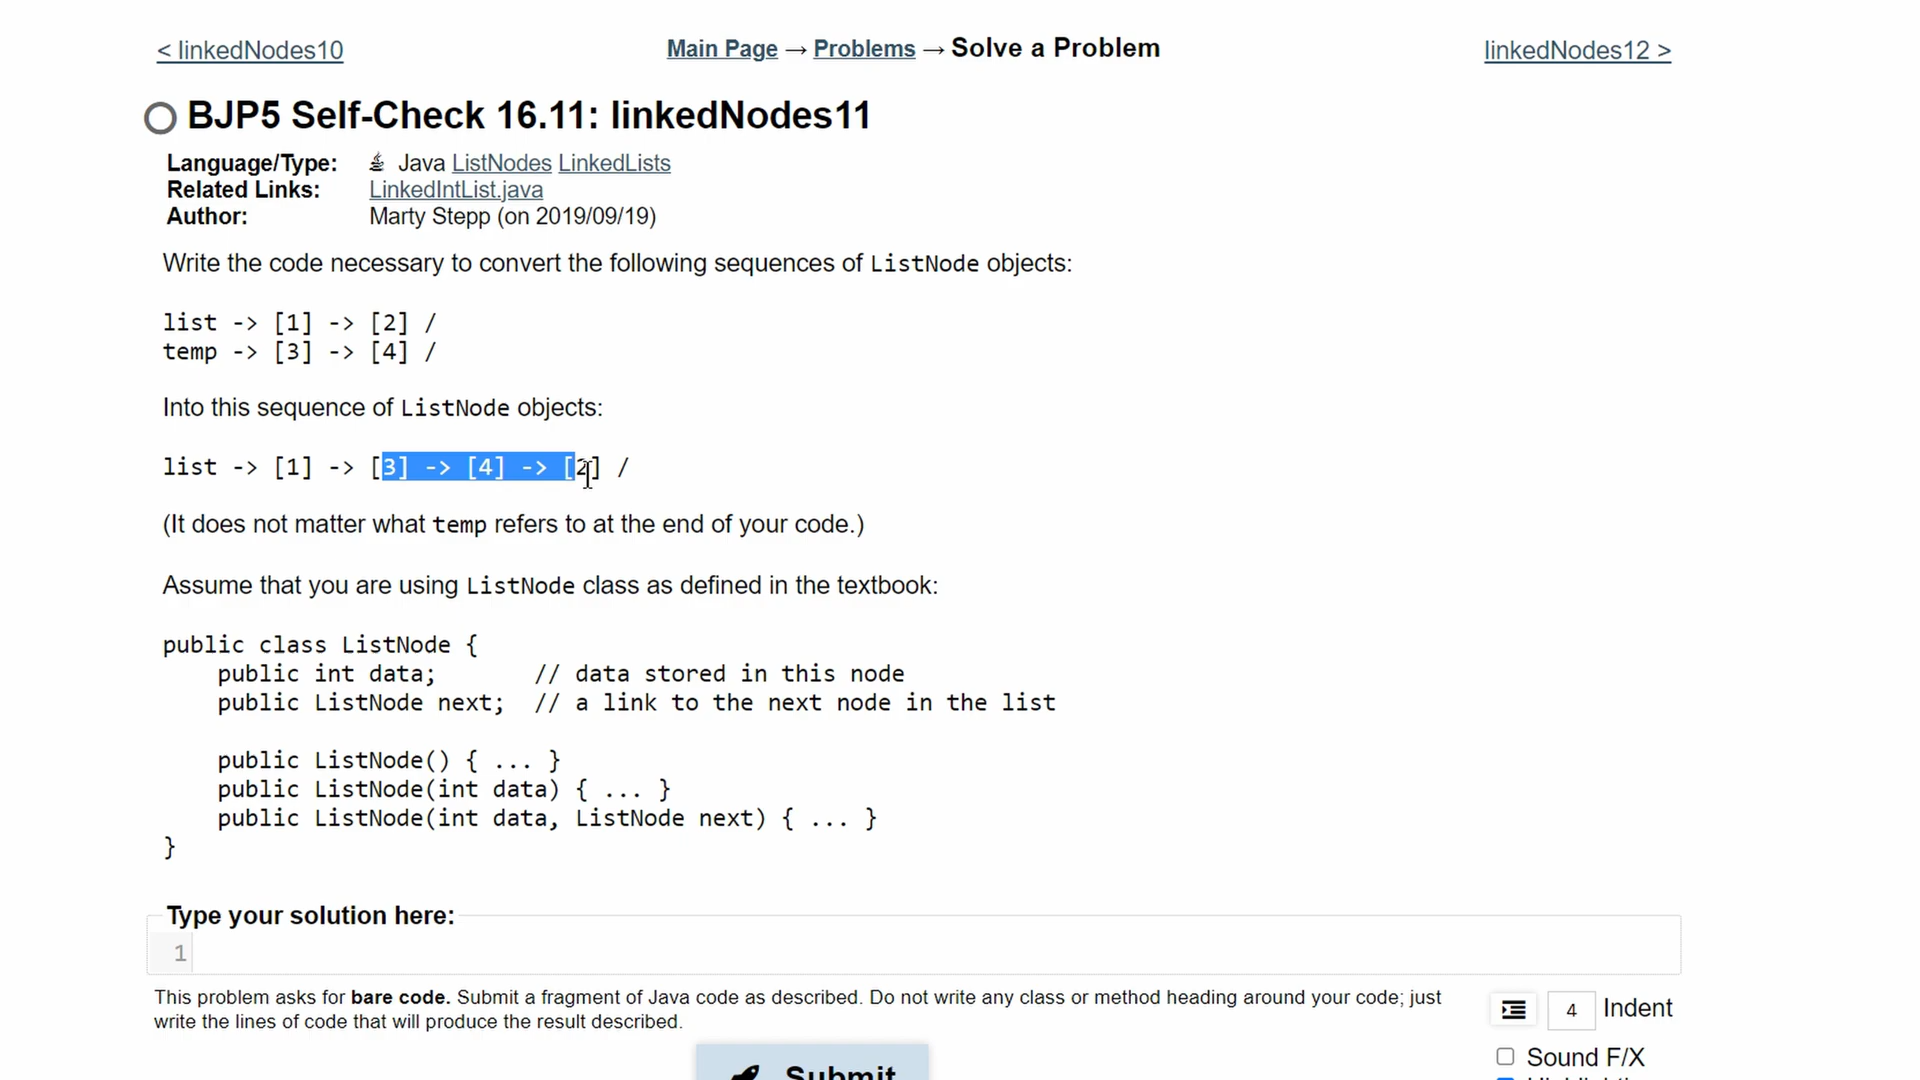 < linkedNodes10
Main Page → Problems → Solve a Problem
linkedNodes12 >
BJP5 Self-Check 16.11: linkedNodes11
Language/Type: Java ListNodes LinkedLists
Related Links: LinkedIntList.java
Author: Marty Stepp (on 2019/09/19)
Write the code necessary to convert the following sequences of ListNode objects:
list -> [1] -> [2] /
temp -> [3] -> [4] /
Into this sequence of ListNode objects:
list -> [1] -> [3] -> [4] -> [2] /
(It does not matter what temp refers to at the end of your code.)
Assume that you are using ListNode class as defined in the textbook:
public class ListNode {
    public int data;       // data stored in this node
    public ListNode next;  // a link to the next node in the list
    public ListNode() { ... }
    public ListNode(int data) { ... }
    public ListNode(int data, ListNode next) { ... }
}
Type your solution here:
1
This problem asks for bare code. Submit a fragment of Java code as described. Do not write any class or method heading around your code; just
write the lines of code that will produce the result described.
4 Indent
Sound F/X
Submit